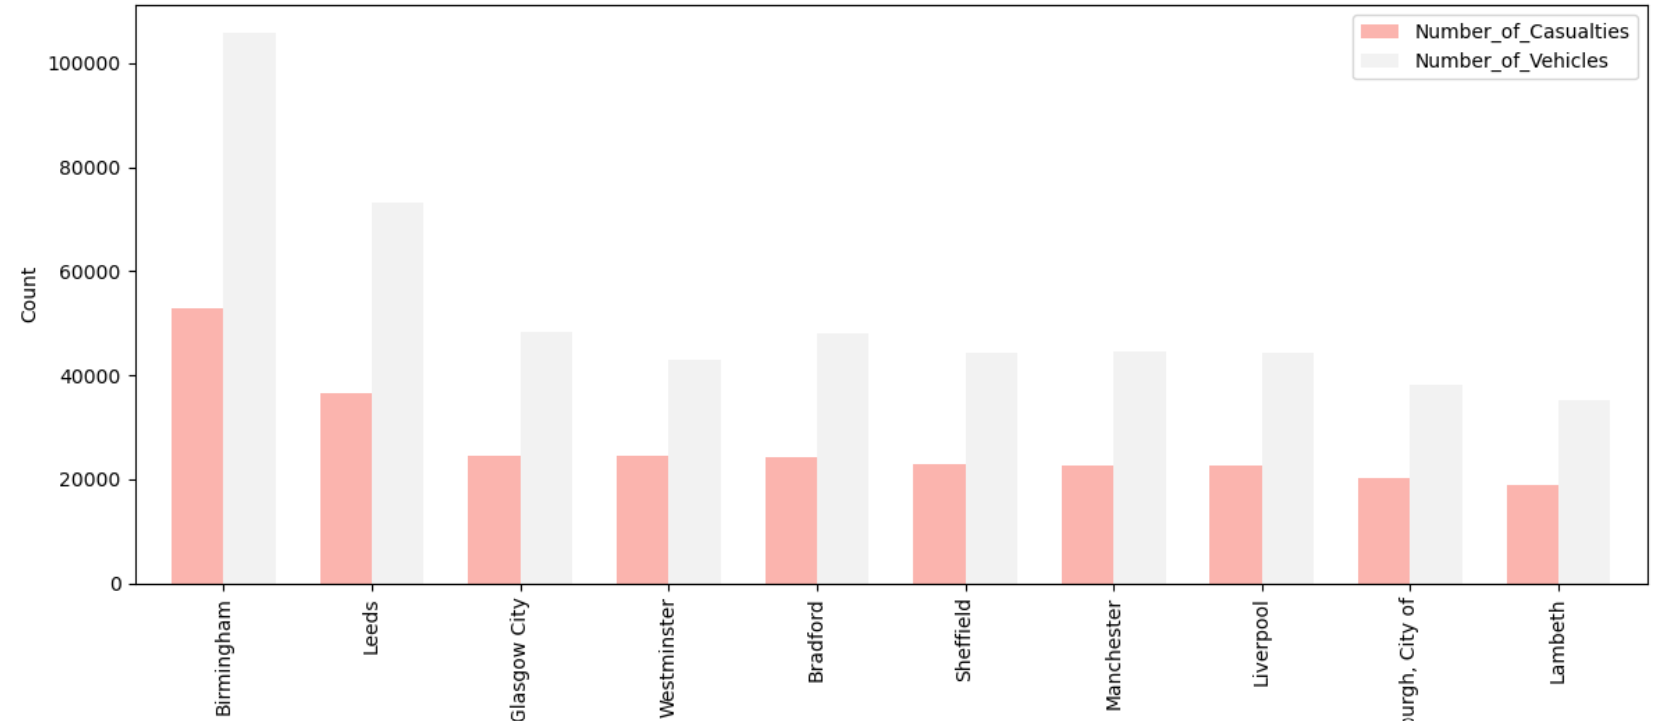 Number_of_Casualties
Number_of_Vehicles
Count
100000
80000
60000
40000
20000
0
Birmingham
Leeds
Glasgow City
Westminster
Bradford
Sheffield
Manchester
Liverpool
burgh, City of
Lambeth